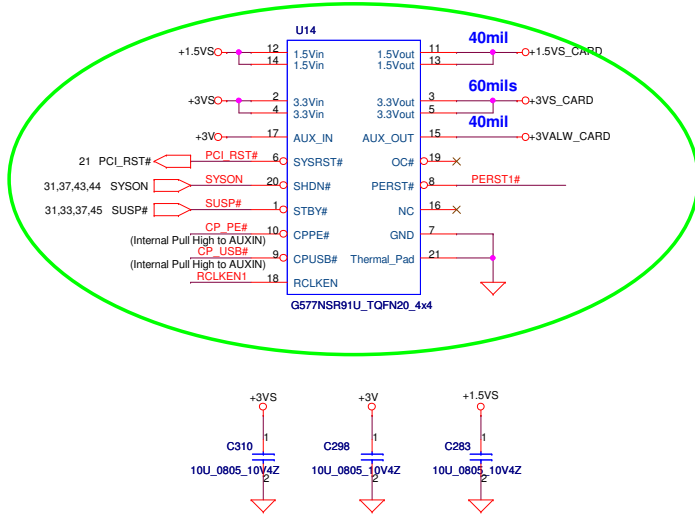 U14
40mil
+1.5VS 12 1.5Vin 1.5Vout 11 +1.5VS_CARD
14 1.5Vin 1.5Vout 13
60mils
+3VS 2 3.3Vin 3.3Vout 3 +3VS_CARD
4 3.3Vin 3.3Vout 5
40mil
+3V 17 AUX_IN AUX_OUT 15 +3VALW_CARD
21 PCI_RST# PCI_RST# 6 SYSRST# OC# 19
31,37,43,44 SYSON SYSON 20 SHDN# PERST# 8 PERST1#
31,33,37,45 SUSP# SUSP# 1 STBY# NC 16
CP_PE# 10 CPPE# GND 7
(Internal Pull High to AUXIN)
CP_USB# 9 CPUSB# Thermal_Pad 21
(Internal Pull High to AUXIN)
RCLKEN1 18 RCLKEN
G577NSR91U_TQFN20_4x4
+3VS +3V +1.5VS
1 1 1
C310 C298 C283
10U_0805_10V4Z 10U_0805_10V4Z 10U_0805_10V4Z
2 2 2